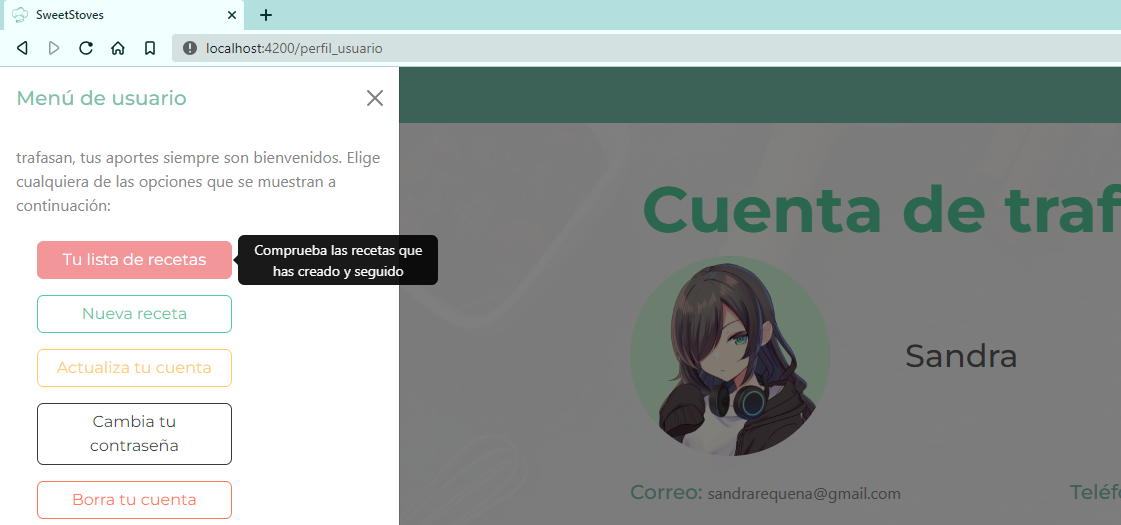 SweetStoves
localhost:4200/perfil_usuario
Menú de usuario
trafasan, tus aportes siempre son bienvenidos. Elige
cualquiera de las opciones que se muestran a
continuación:
Tu lista de recetas
Comprueba las recetas que
has creado y seguido
Nueva receta
Actualiza tu cuenta
Cambia tu
contraseña
Borra tu cuenta
Cuenta de traf
Sandra
Correo: sandrarequena@gmail.com
Teléf